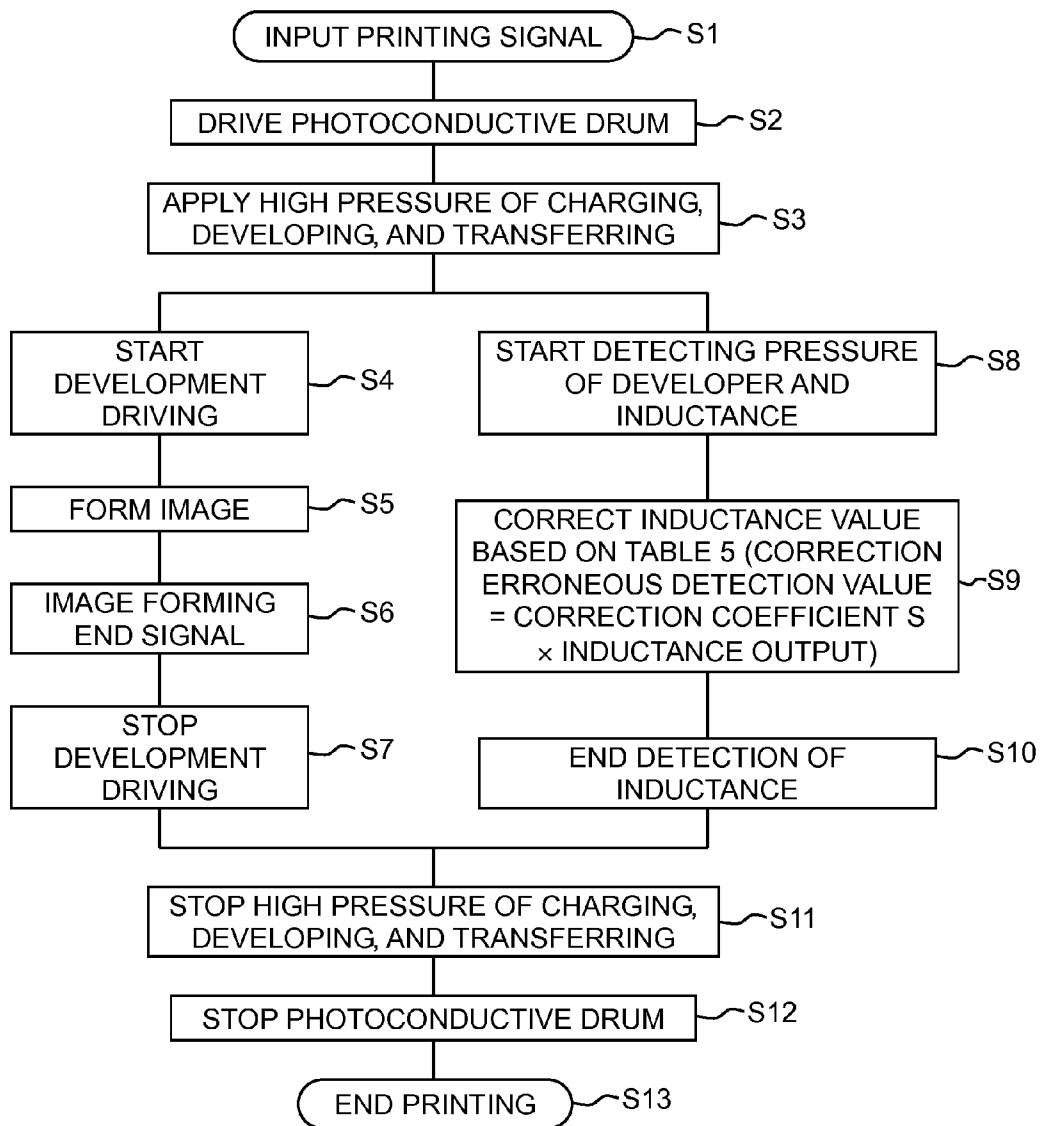 INPUT PRINTING SIGNAL
S1
DRIVE PHOTOCONDUCTIVE DRUM
S2
APPLY HIGH PRESSURE OF CHARGING,
DEVELOPING, AND TRANSFERRING
S3
START
DEVELOPMENT
DRIVING
S4
FORM IMAGE
S5
IMAGE FORMING
END SIGNAL
S6
STOP
DEVELOPMENT
DRIVING
S7
START DETECTING PRESSURE
OF DEVELOPER AND
INDUCTANCE
S8
CORRECT INDUCTANCE VALUE
BASED ON TABLE 5 (CORRECTION
ERRONEOUS DETECTION VALUE
= CORRECTION COEFFICIENT S
× INDUCTANCE OUTPUT)
S9
END DETECTION OF
INDUCTANCE
S10
STOP HIGH PRESSURE OF CHARGING,
DEVELOPING, AND TRANSFERRING
S11
STOP PHOTOCONDUCTIVE DRUM
S12
END PRINTING
S13